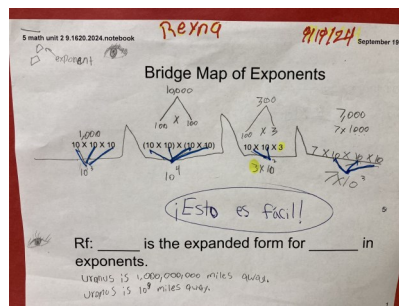 5 math unit 2 9.1620.2024.notebook
Reyna
9/19/24
September 19
exponent
Bridge Map of Exponents
10,000
100 x 100
300
100 x 3
7,000
7 x 1000
1,000
10 X 10 X 10
(10 X 10) X (10 X 10)
10 X 10 X 3
7 x 10 x 10 x 10
10³
10⁴
3 x 10²
7 x 10³
¡Esto es fácil!
5
Rf: _____ is the expanded form for _____ in
exponents.
Uranus is 1,000,000,000 miles away.
Uranus is 10⁹ miles away.